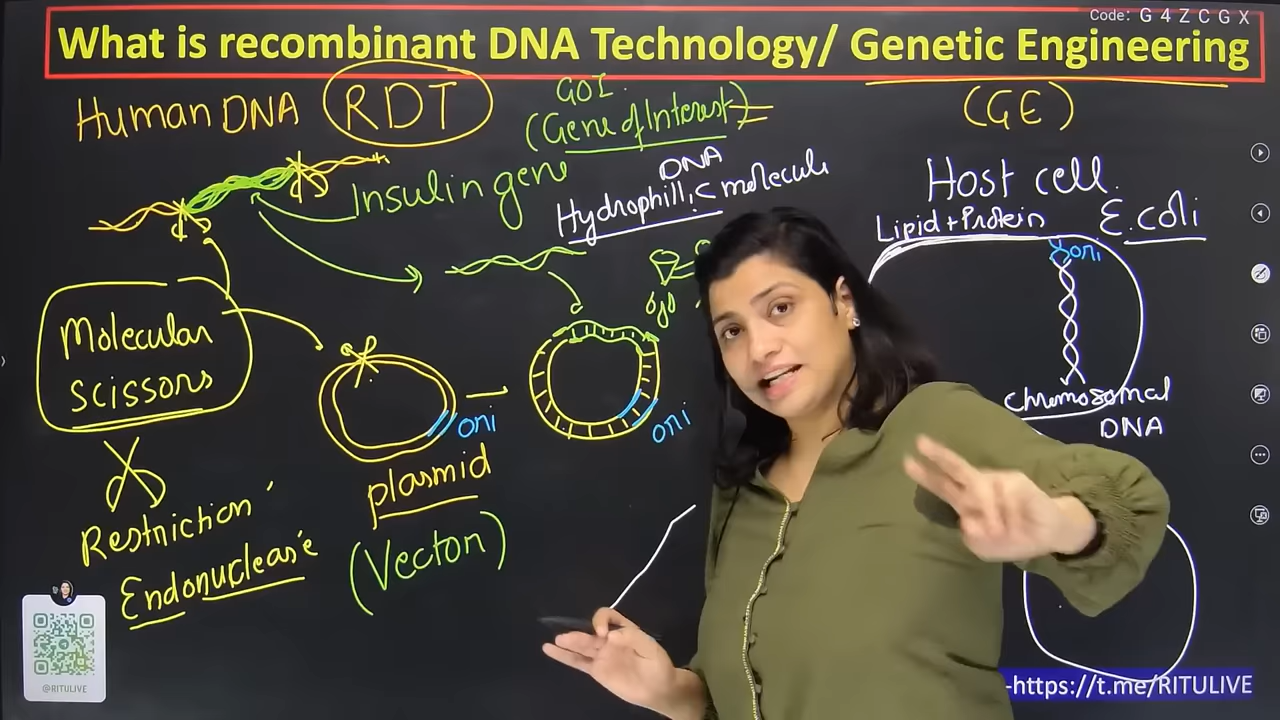 Code: G 4 Z C G X
What is recombinant DNA Technology/ Genetic Engineering
Human DNA
RDT
GOI
(Gene of Interest)
(GE)
Insulin gene
DNA
Hydrophillic molecule
Host cell
Lipid + Protein
E.coli
ori
Molecular
scissors
chromosomal
DNA
ori
ori
plasmid
(Vector)
Restriction
Endonuclease
@RITULIVE
-https://t.me/RITULIVE